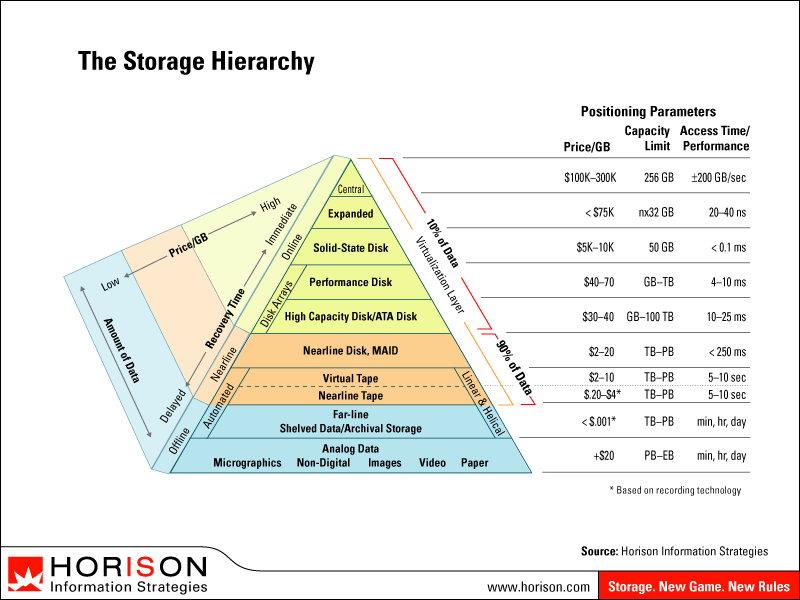 The Storage Hierarchy
Positioning Parameters
Price/GB
Capacity
Limit
Access Time/
Performance
$100K–300K 256 GB ±200 GB/sec
< $75K nx32 GB 20–40 ns
$5K–10K 50 GB < 0.1 ms
$40–70 GB–TB 4–10 ms
$30–40 GB–100 TB 10–25 ms
$2–20 TB–PB < 250 ms
$2–10 TB–PB 5–10 sec
$.20–$4* TB–PB 5–10 sec
< $.001* TB–PB min, hr, day
+$20 PB–EB min, hr, day
* Based on recording technology
Central
Expanded
Solid-State Disk
Performance Disk
High Capacity Disk/ATA Disk
Nearline Disk, MAID
Virtual Tape
Nearline Tape
Far-line
Shelved Data/Archival Storage
Analog Data
Micrographics Non-Digital Images Video Paper
Low
Price/GB
High
Amount of Data
Delayed
Recovery Time
Immediate
Online
Nearline
Offline
Disk Arrays
Automated
Linear & Helical
10% of Data
Virtualization Layer
90% of Data
Source: Horison Information Strategies
HORISON
Information Strategies
www.horison.com
Storage. New Game. New Rules